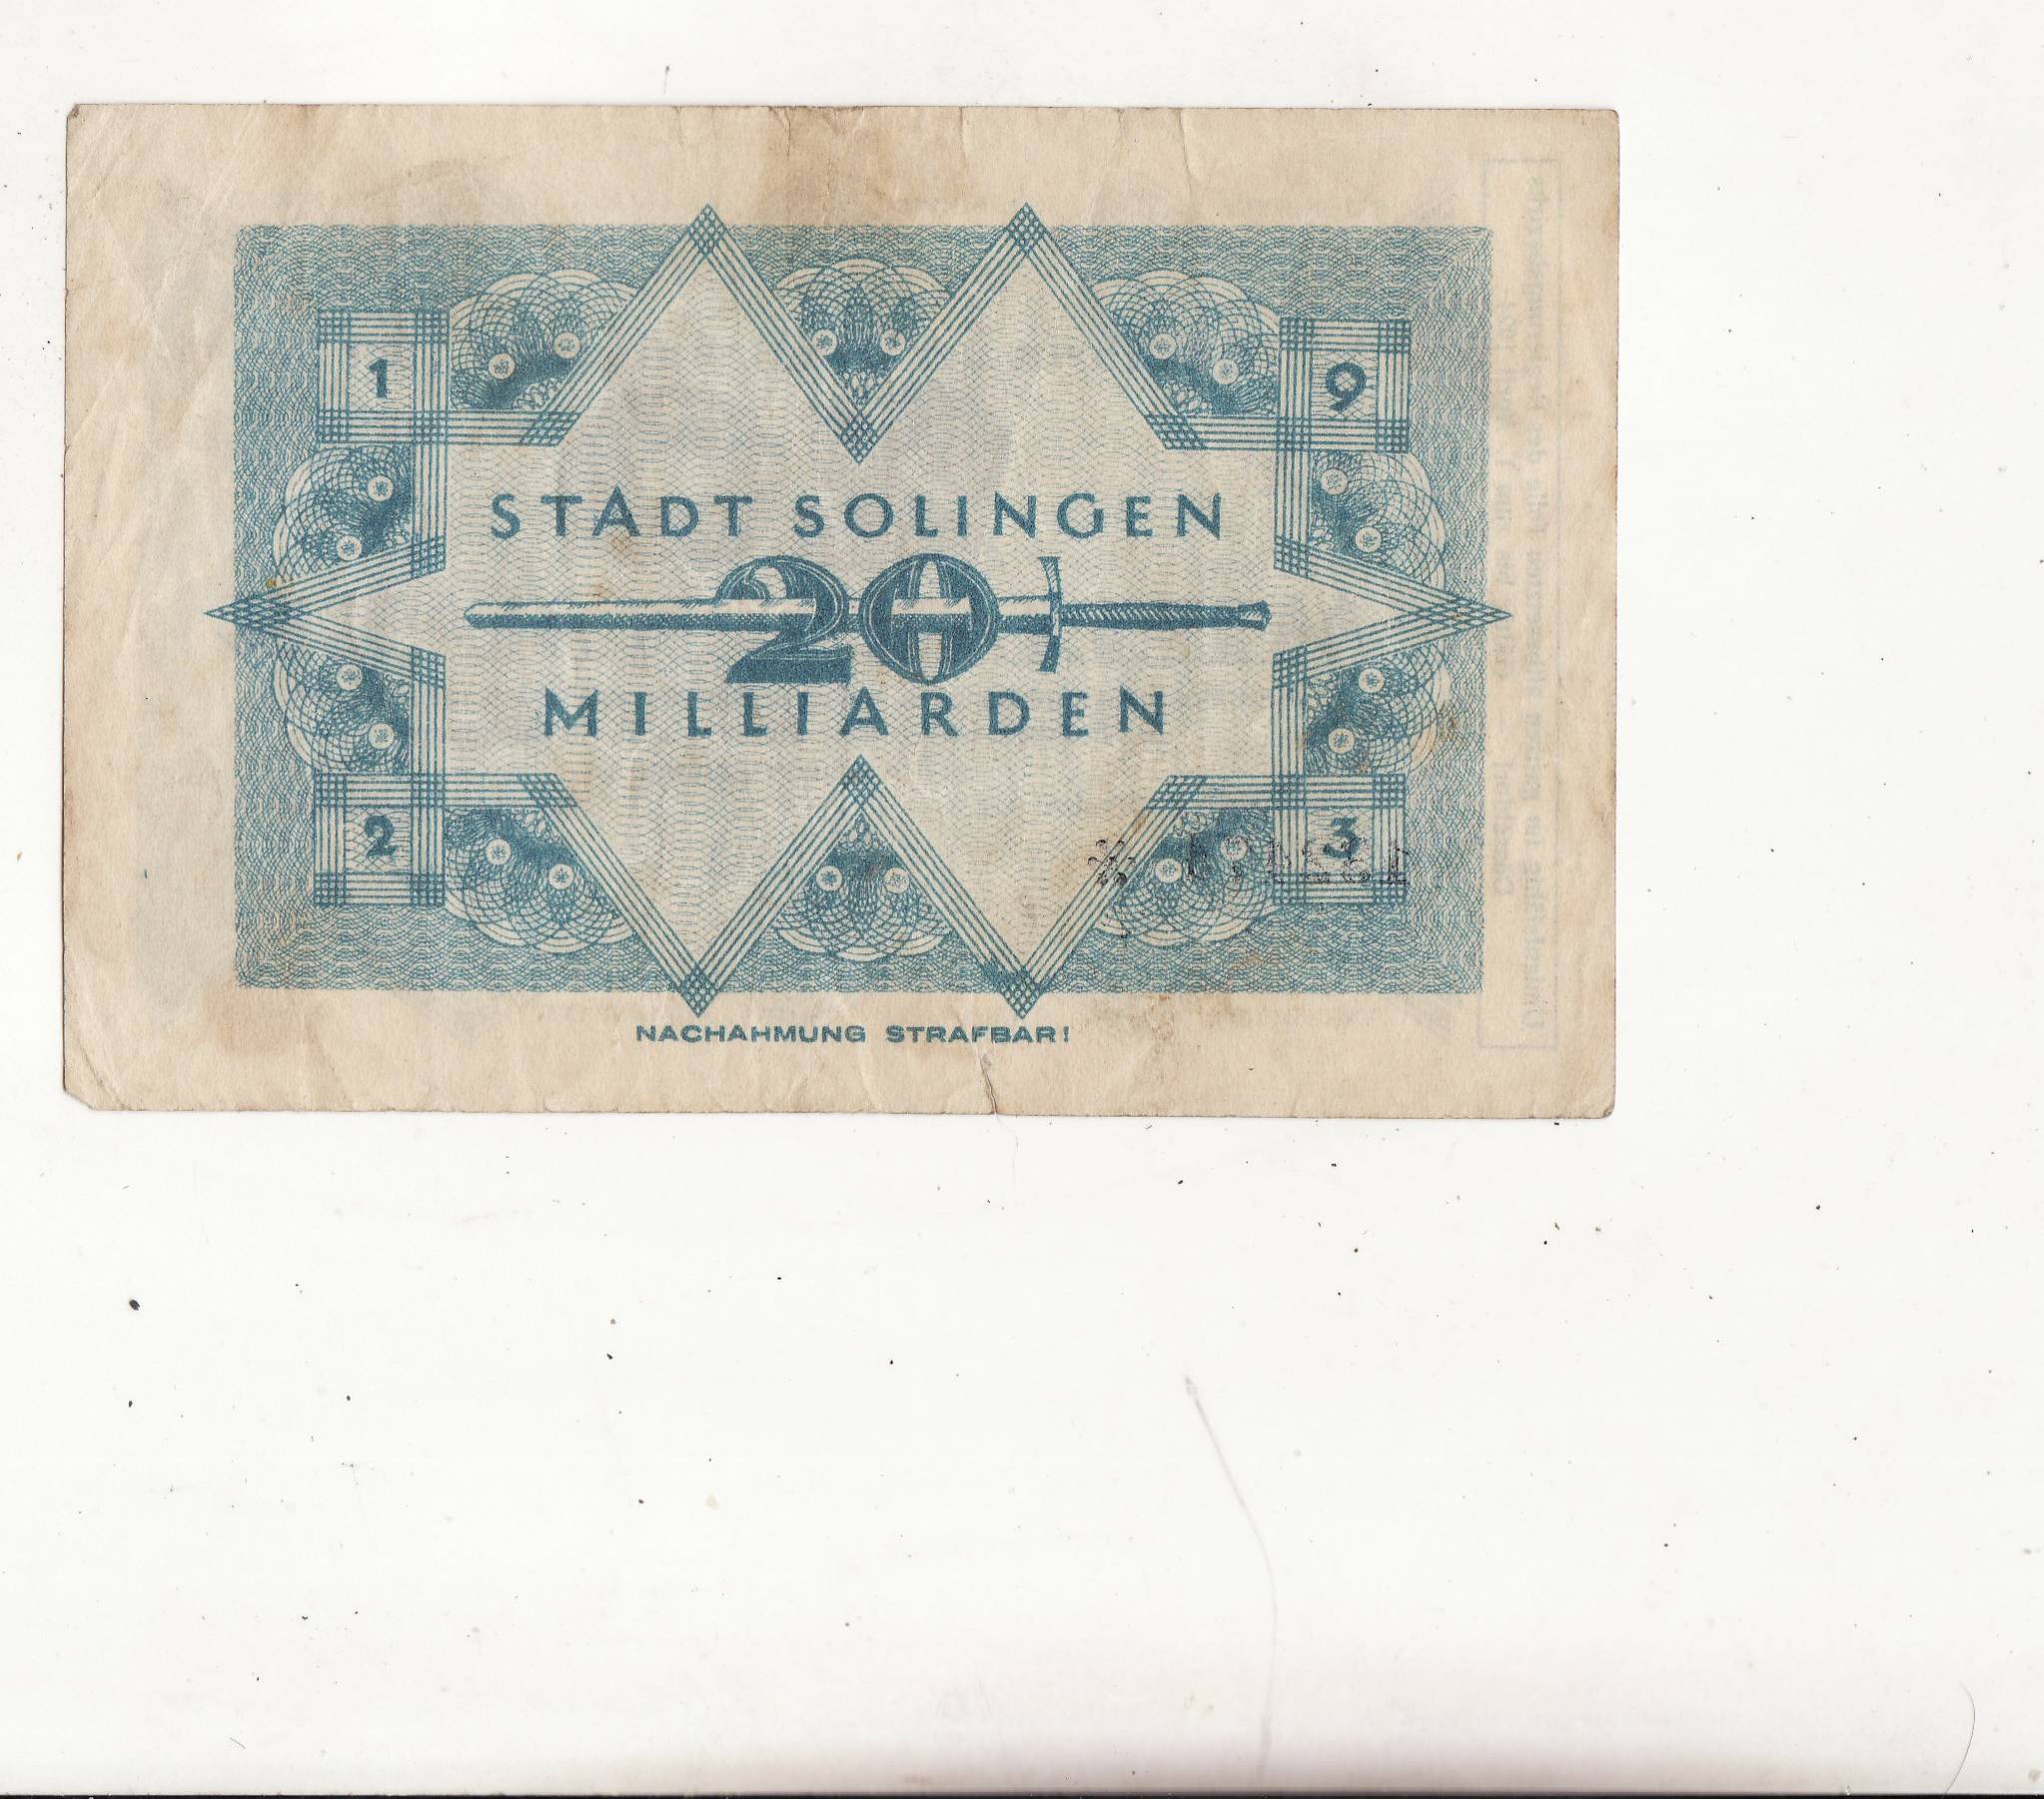 1 9
STADT SOLINGEN
20
MILLIARDEN
2 3
NACHAHMUNG STRAFBAR!